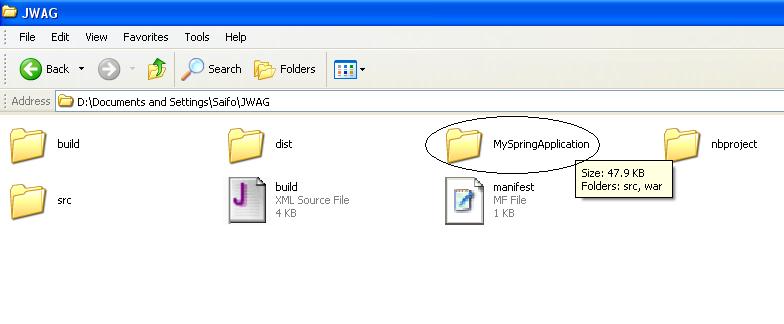 JWAG
File Edit View Favorites Tools Help
Back Search Folders
Address D:\Documents and Settings\Saifo\JWAG
build dist MySpringApplication nbproject
Size: 47.9 KB
Folders: src, war
src
build
XML Source File
4 KB
manifest
MF File
1 KB